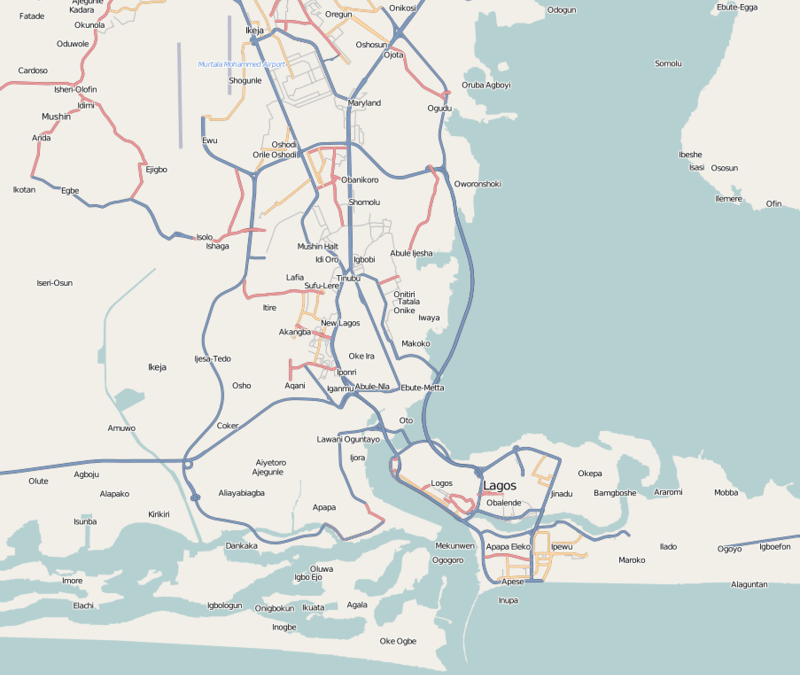 Ajegunle
Kadara
Fatade
Okunola
Oduwole
Oregun
Onikosi
Odogun
Ebute-Egga
Ikeja
Oshosun
Ojota
Murtala Mohammed Airport
Somolu
Cardoso
Shogunle
Isheri-Olofin
Oruba Agboyi
Idimi
Maryland
Ogudu
Mushin
Anda
Ewu
Oshodi
Orile Oshodi
Ibeshe
Isasi
Ososun
Ejigbo
Ikotan
Egbe
Obanikoro
Oworonshoki
Shomolu
Ilemere
Ofin
Isolo
Ishaga
Mushin Halt
Idi Oro
Igbobi
Abule Ijesha
Iseri-Osun
Lafia
Sufu-Lere
Tinubu
Itire
Onitiri
Tatala
Onike
Iwaya
New Lagos
Akangba
Makoko
Ijesa-Tedo
Oke Ira
Ikeja
Iponri
Osho
Aqani
Iganmu
Abule-Nla
Ebute-Metta
Amuwo
Coker
Oto
Lawani Oguntayo
Ijora
Aiyetoro
Ajegunle
Agboju
Olute
Okepa
Logos
Lagos
Alapako
Aliayabiagba
Jinadu
Bamgboshe
Araromi
Mobba
Obalende
Apapa
Isunba
Kirikiri
Dankaka
Mekunwen
Apapa Eleko
Ipewu
Ilado
Ogoyo
Igbeefon
Ogogoro
Maroko
Oluwa
Igbo Ejo
Imore
Apese
Alaguntan
Elachi
Igbologun
Onigbokun
Ikuata
Agala
Inupa
Inogbe
Oke Ogbe